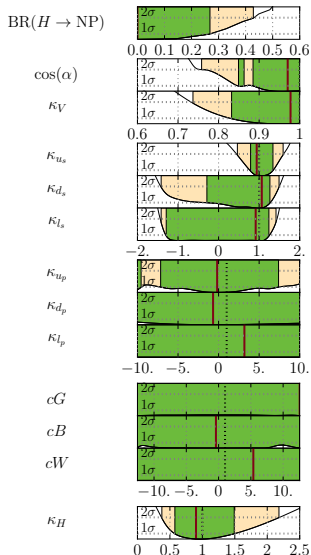 BR(H → NP)
2σ
1σ
0.0 0.1 0.2 0.3 0.4 0.5 0.6
cos(α)
2σ
1σ
κ_V
2σ
1σ
0.6 0.7 0.8 0.9 1
κ_{u_s}
2σ
1σ
κ_{d_s}
2σ
1σ
κ_{l_s}
2σ
1σ
-2. -1. 0 1. 2.
κ_{u_p}
2σ
1σ
κ_{d_p}
2σ
1σ
κ_{l_p}
2σ
1σ
-10. -5. 0 5. 10.
cG
2σ
1σ
cB
2σ
1σ
cW
2σ
1σ
-10. -5. 0. 5. 10.
κ_H
2σ
1σ
0 0.5 1 1.5 2 2.5